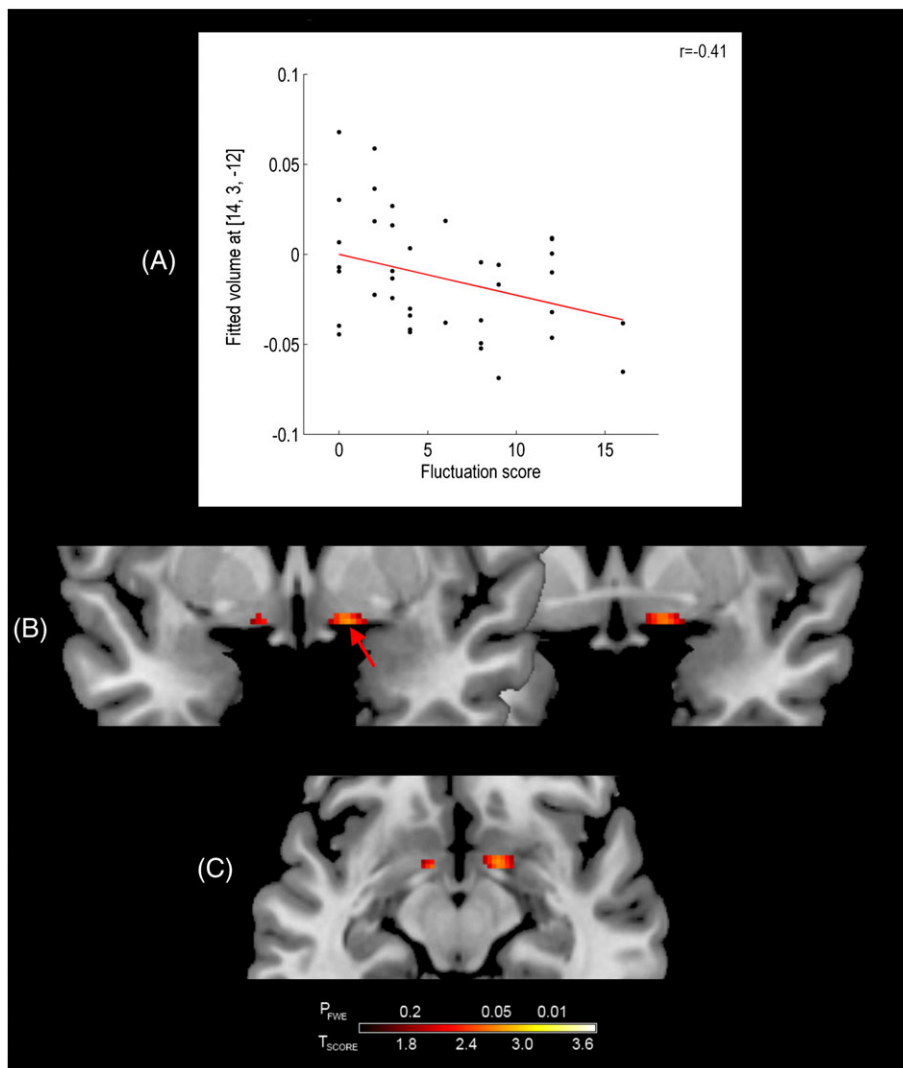 r=-0.41
0.1
0.05
0
-0.05
-0.1
Fitted volume at [14, 3, -12]
0 5 10 15
Fluctuation score
(A)
(B)
(C)
PFWE 0.2 0.05 0.01
TSCORE 1.8 2.4 3.0 3.6